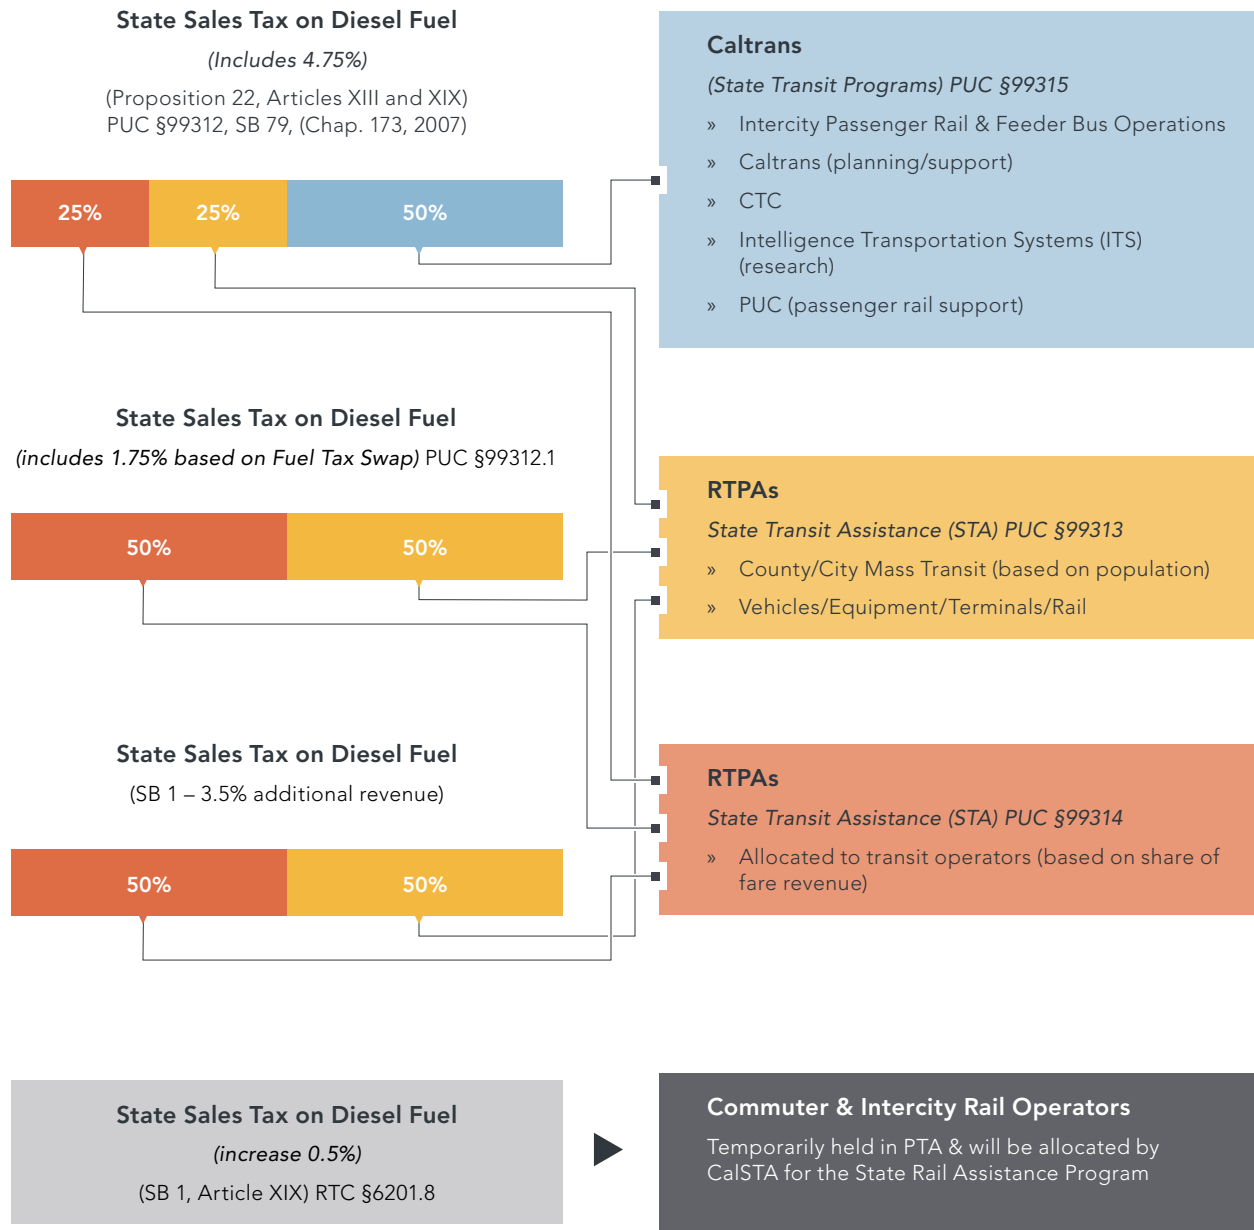 State Sales Tax on Diesel Fuel
(Includes 4.75%)
(Proposition 22, Articles XIII and XIX)
PUC §99312, SB 79, (Chap. 173, 2007)
25%
25%
50%
Caltrans
(State Transit Programs) PUC §99315
» Intercity Passenger Rail & Feeder Bus Operations
» Caltrans (planning/support)
» CTC
» Intelligence Transportation Systems (ITS)
(research)
» PUC (passenger rail support)
State Sales Tax on Diesel Fuel
(includes 1.75% based on Fuel Tax Swap) PUC §99312.1
50%
50%
RTPAs
State Transit Assistance (STA) PUC §99313
» County/City Mass Transit (based on population)
» Vehicles/Equipment/Terminals/Rail
State Sales Tax on Diesel Fuel
(SB 1 – 3.5% additional revenue)
50%
50%
RTPAs
State Transit Assistance (STA) PUC §99314
» Allocated to transit operators (based on share of
fare revenue)
State Sales Tax on Diesel Fuel
(increase 0.5%)
(SB 1, Article XIX) RTC §6201.8
Commuter & Intercity Rail Operators
Temporarily held in PTA & will be allocated by
CalSTA for the State Rail Assistance Program